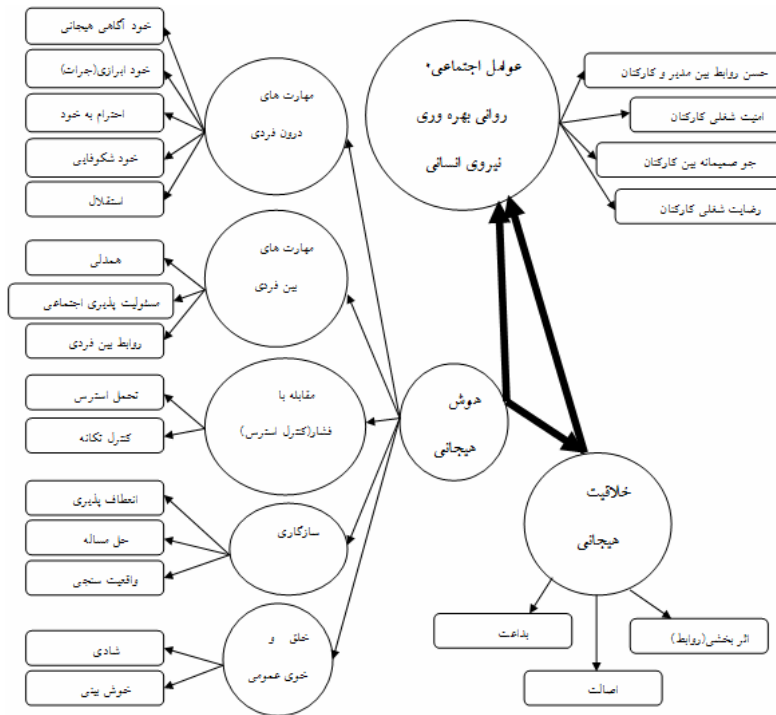 عوامل اجتماعی-
روانی بهره وری
نیروی انسانی
حسن روابط بین مدیر و کارکنان
امنیت شغلی کارکنان
جو صمیمانه بین کارکنان
رضایت شغلی کارکنان
مهارت های
درون فردی
خود آگاهی هیجانی
خود ابرازی(جرات)
احترام به خود
خود شکوفایی
استقلال
مهارت های
بین فردی
همدلی
مسئولیت پذیری اجتماعی
روابط بین فردی
هوش
هیجانی
مقابله با
فشار(کنترل استرس)
تحمل استرس
کنترل تکانه
سازگاری
انعطاف پذیری
حل مساله
واقعیت سنجی
خلق و
خوی عمومی
شادی
خوش بینی
خلاقیت
هیجانی
اثر بخشی(روابط)
بداعت
اصالت